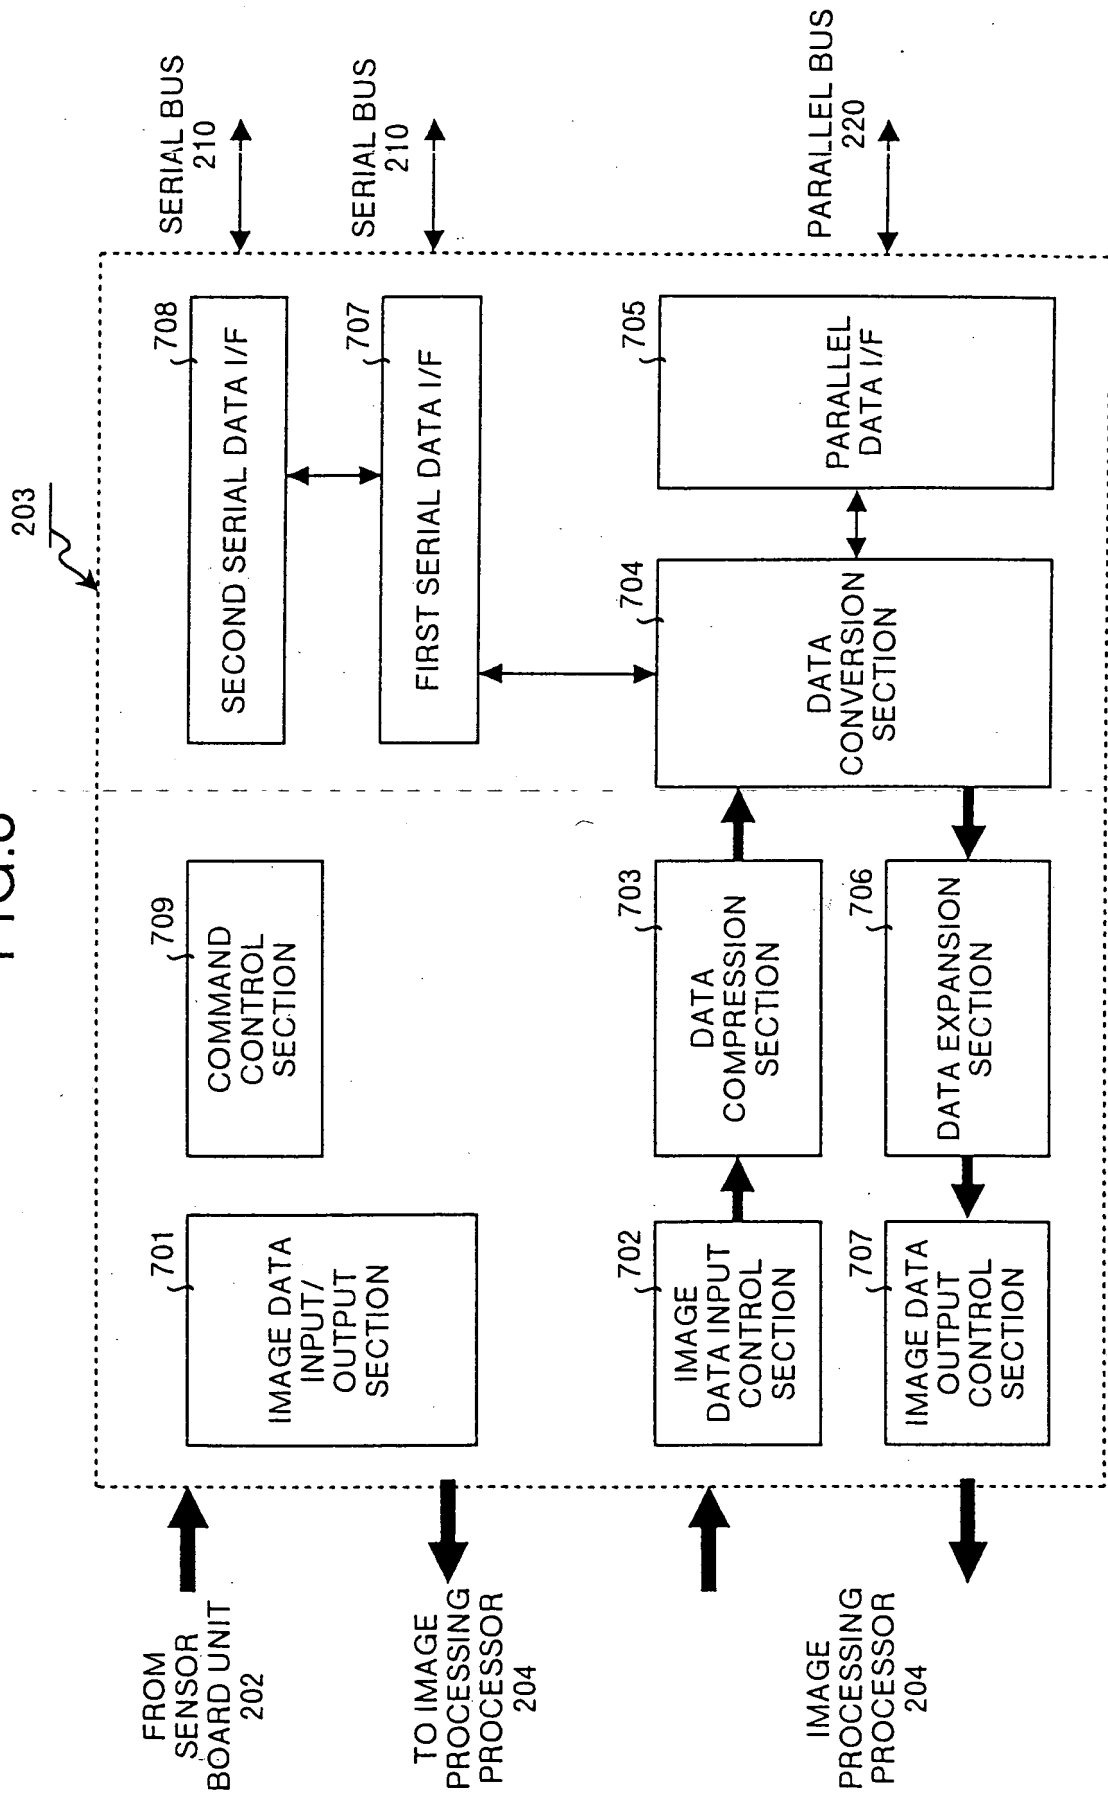 203
SERIAL BUS
210
SERIAL BUS
210
PARALLEL BUS
220
708
SECOND SERIAL DATA I/F
707
FIRST SERIAL DATA I/F
705
PARALLEL
DATA I/F
704
DATA
CONVERSION
SECTION
709
COMMAND
CONTROL
SECTION
703
DATA
COMPRESSION
SECTION
706
DATA EXPANSION
SECTION
701
IMAGE DATA
INPUT/
OUTPUT
SECTION
702
IMAGE
DATA INPUT
CONTROL
SECTION
707
IMAGE DATA
OUTPUT
CONTROL
SECTION
FROM
SENSOR
BOARD UNIT
202
TO IMAGE
PROCESSING
PROCESSOR
204
IMAGE
PROCESSING
PROCESSOR
204